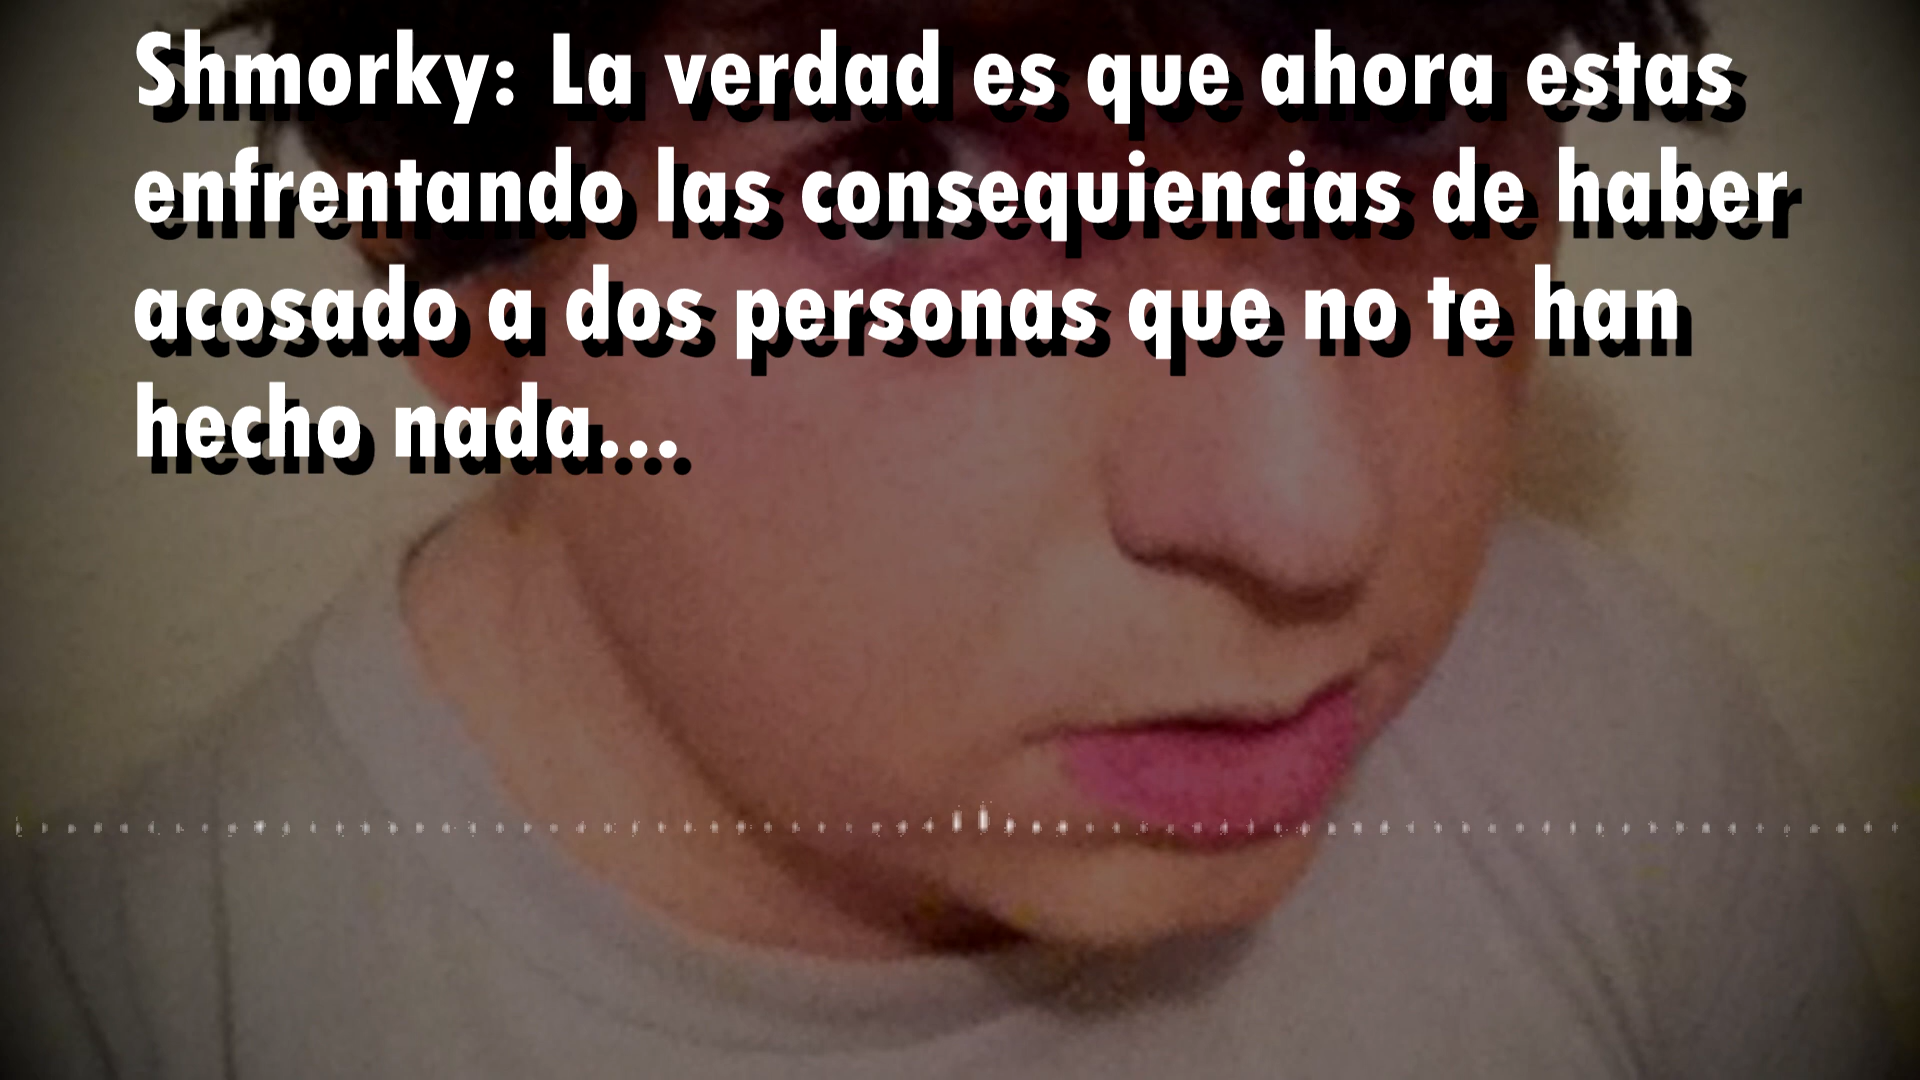 Shmorky: La verdad es que ahora estas
enfrentando las consequiencias de haber
acosado a dos personas que no te han
hecho nada...